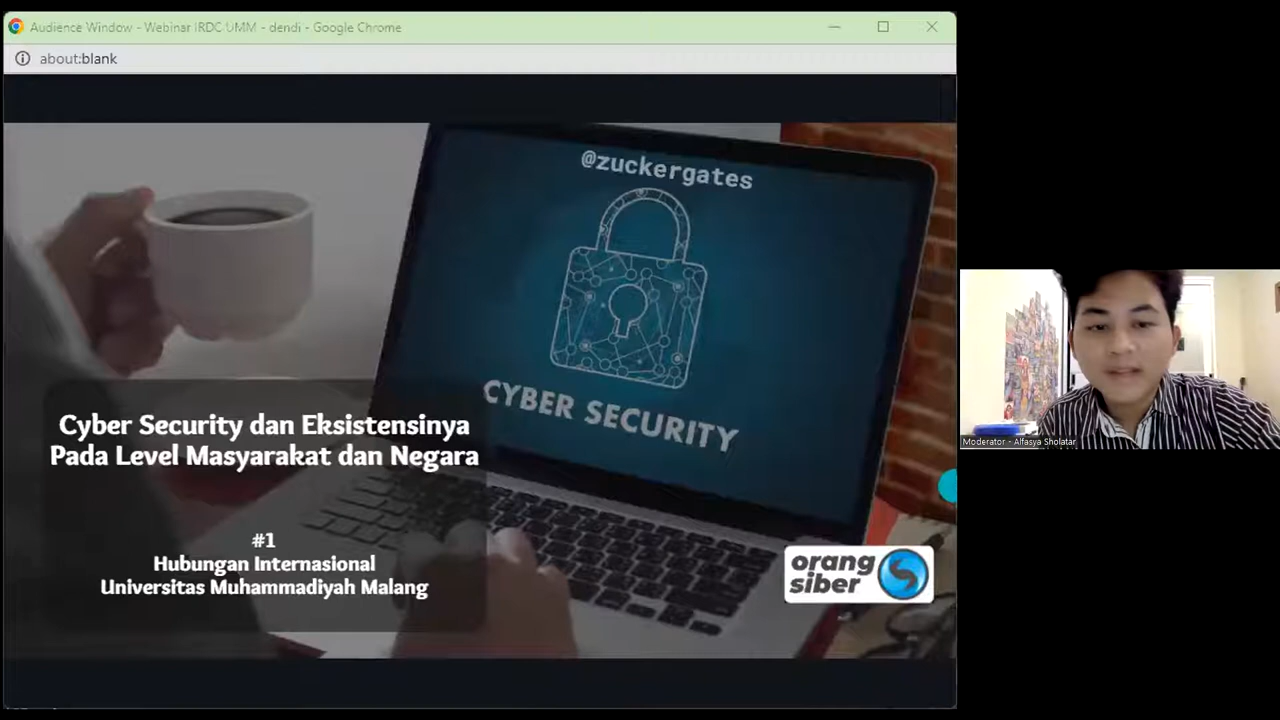 Audience Window - Webinar IRDC UMM - dendi - Google Chrome
about:blank
@zuckergates
CYBER SECURITY
Cyber Security dan Eksistensinya
Pada Level Masyarakat dan Negara
#1
Hubungan Internasional
Universitas Muhammadiyah Malang
orang
siber
Moderator - Alfasya Sholatar